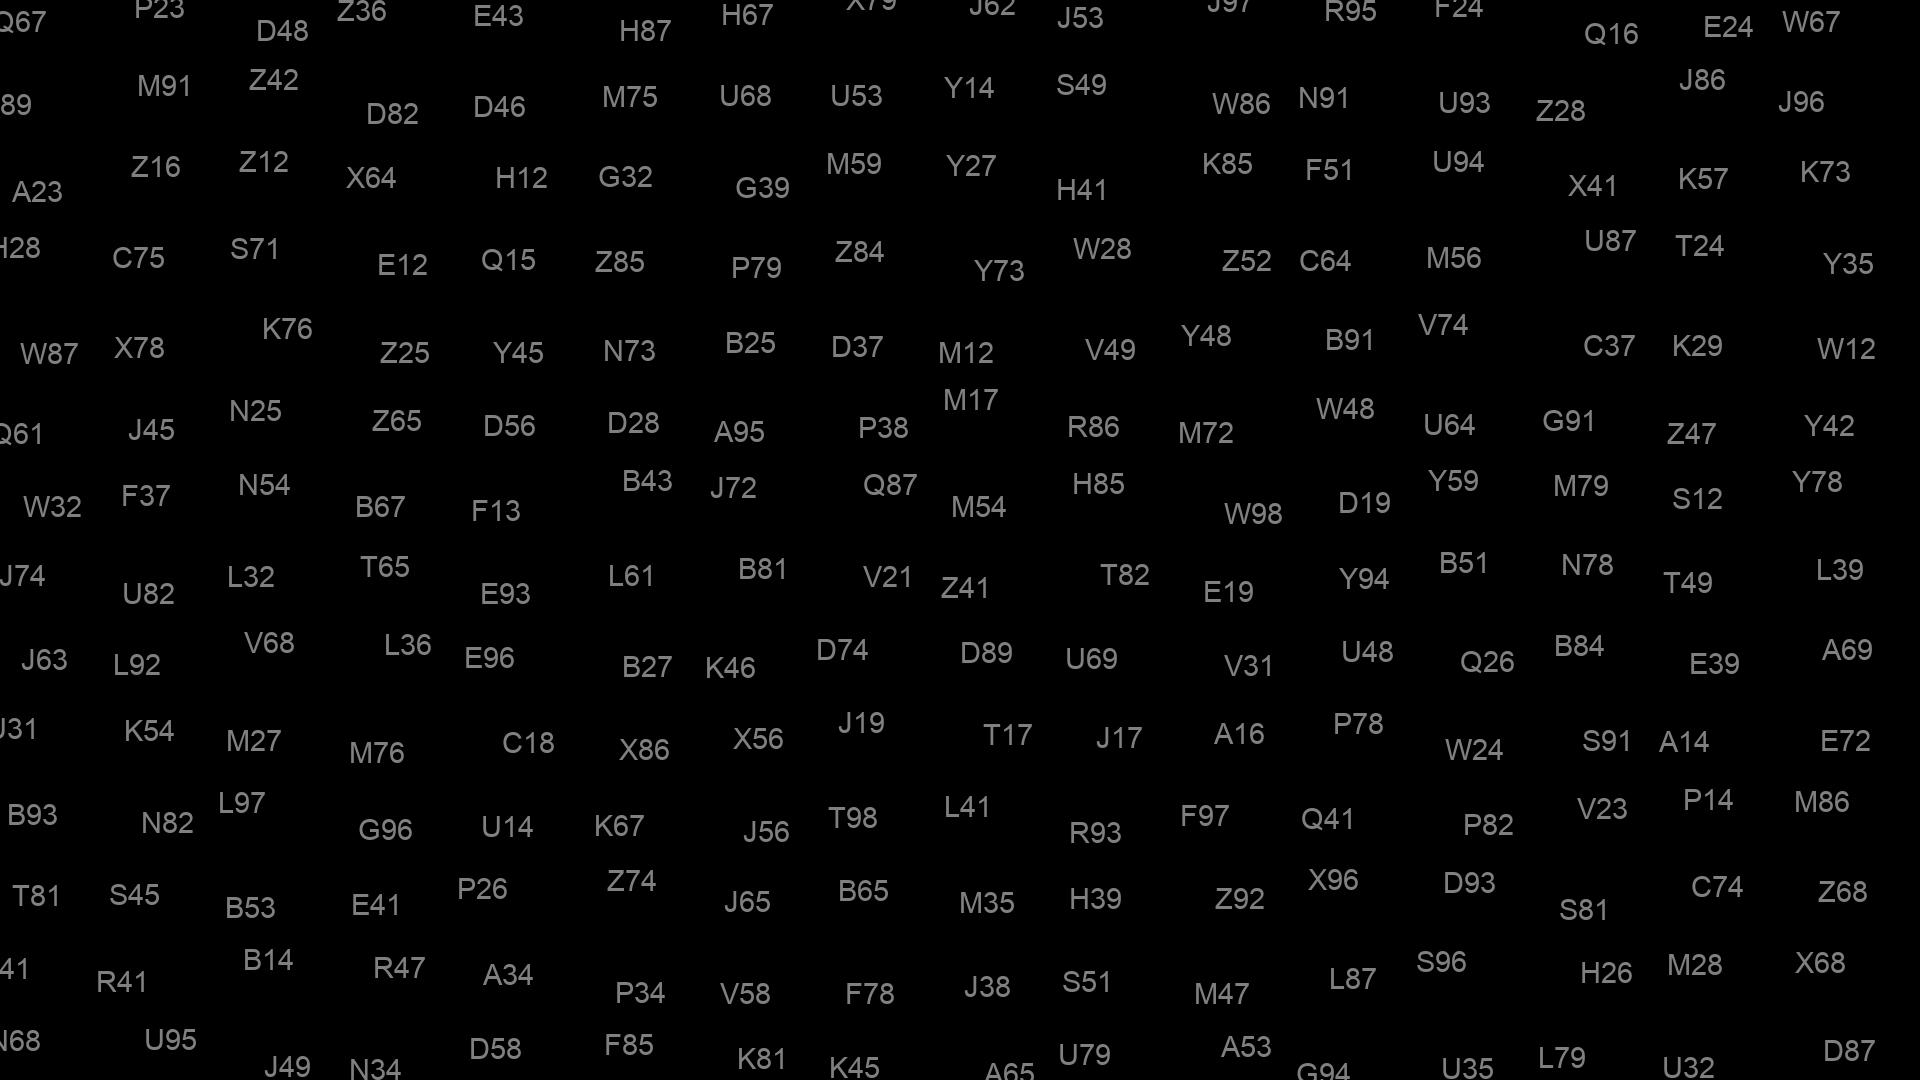 Q67 P23 D48 Z36 E43 H87 H67 X79 J62 J53 J97 R95 F24 Q16 E24 W67
89 M91 Z42 D82 D46 M75 U68 U53 Y14 S49 W86 N91 U93 Z28 J86 J96
A23 Z16 Z12 X64 H12 G32 G39 M59 Y27 H41 K85 F51 U94 X41 K57 K73
H28 C75 S71 E12 Q15 Z85 P79 Z84 Y73 W28 Z52 C64 M56 U87 T24 Y35
W87 X78 K76 Z25 Y45 N73 B25 D37 M12 V49 Y48 B91 V74 C37 K29 W12
Q61 J45 N25 Z65 D56 D28 A95 P38 M17 R86 M72 W48 U64 G91 Z47 Y42
W32 F37 N54 B67 F13 B43 J72 Q87 M54 H85 W98 D19 Y59 M79 S12 Y78
J74 U82 L32 T65 E93 L61 B81 V21 Z41 T82 E19 Y94 B51 N78 T49 L39
J63 L92 V68 L36 E96 B27 K46 D74 D89 U69 V31 U48 Q26 B84 E39 A69
31 K54 M27 M76 C18 X86 X56 J19 T17 J17 A16 P78 W24 S91 A14 E72
B93 N82 L97 G96 U14 K67 J56 T98 L41 R93 F97 Q41 P82 V23 P14 M86
T81 S45 B53 E41 P26 Z74 J65 B65 M35 H39 Z92 X96 D93 S81 C74 Z68
41 R41 B14 R47 A34 P34 V58 F78 J38 S51 M47 L87 S96 H26 M28 X68
N68 U95 J49 N34 D58 F85 K81 K45 A65 U79 A53 G94 U35 L79 U32 D87